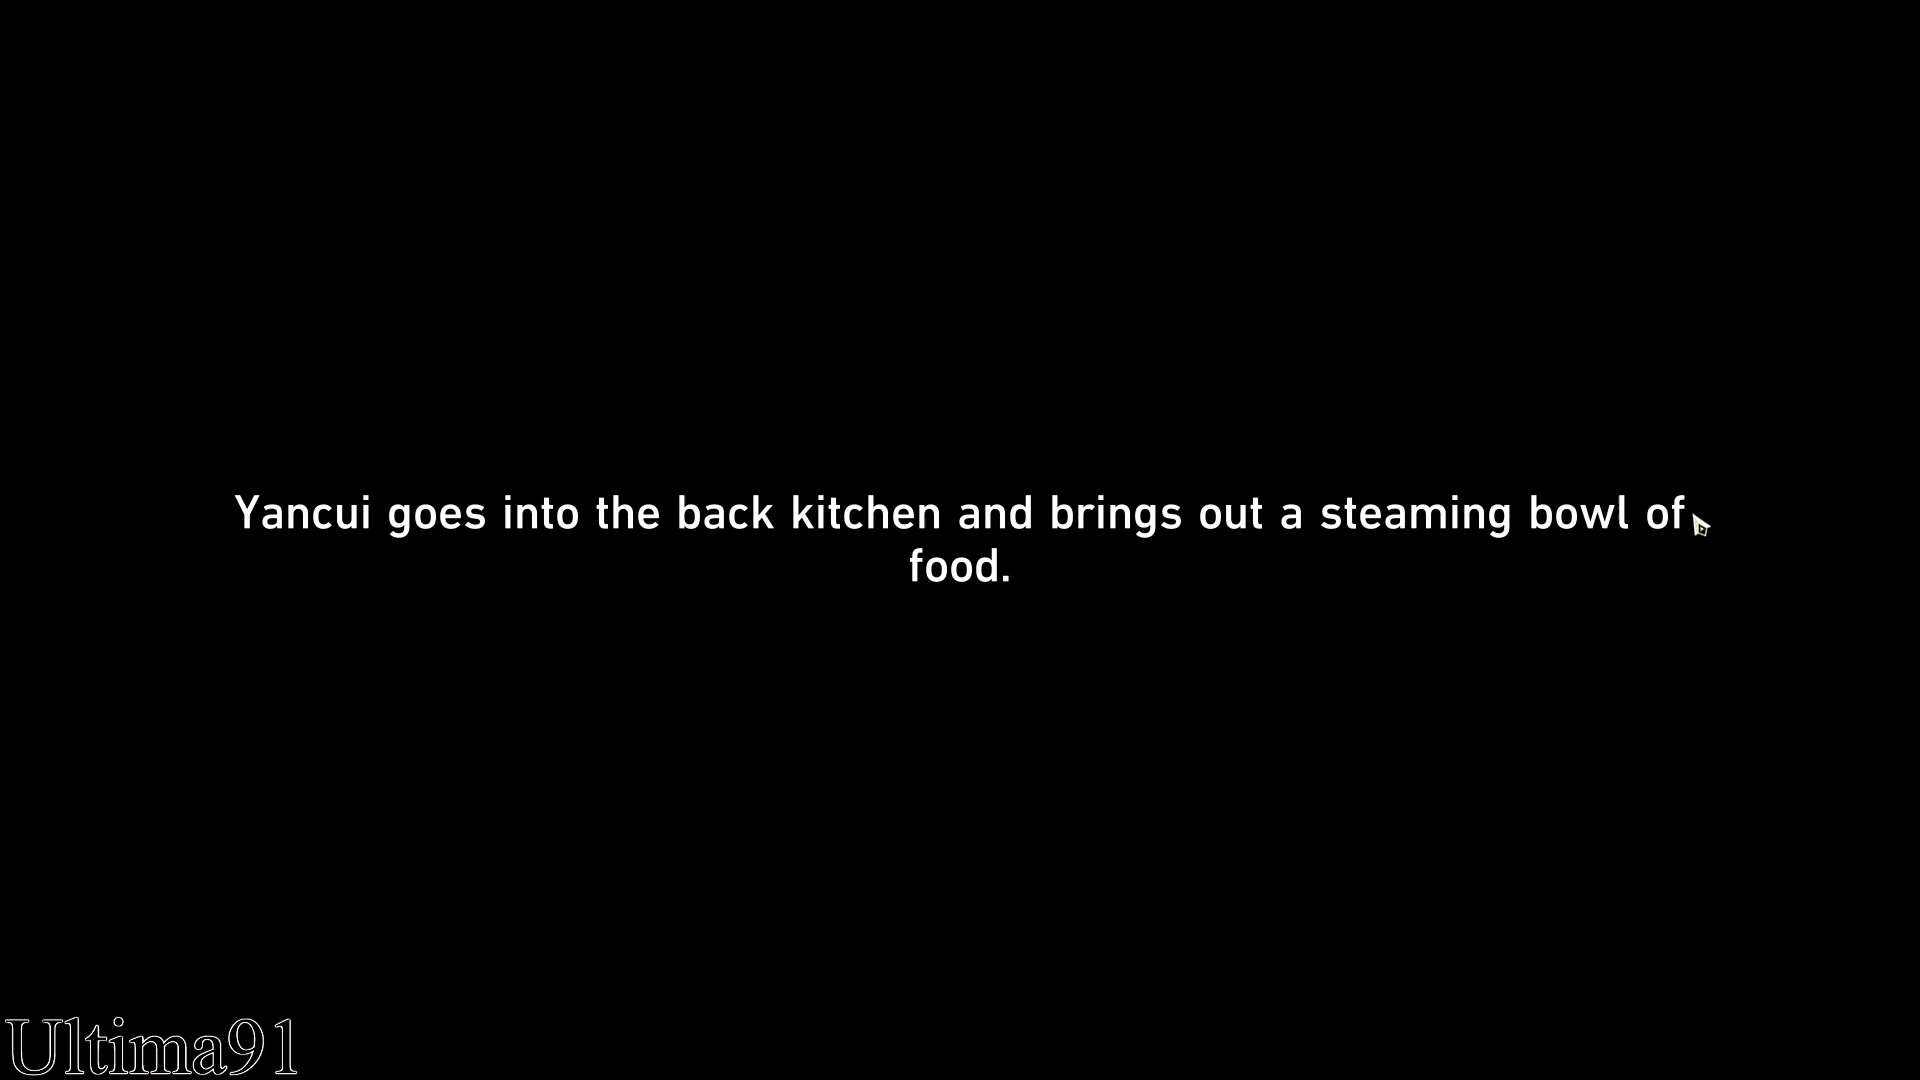 Yancui goes into the back kitchen and brings out a steaming bowl of
food.
Ultima91